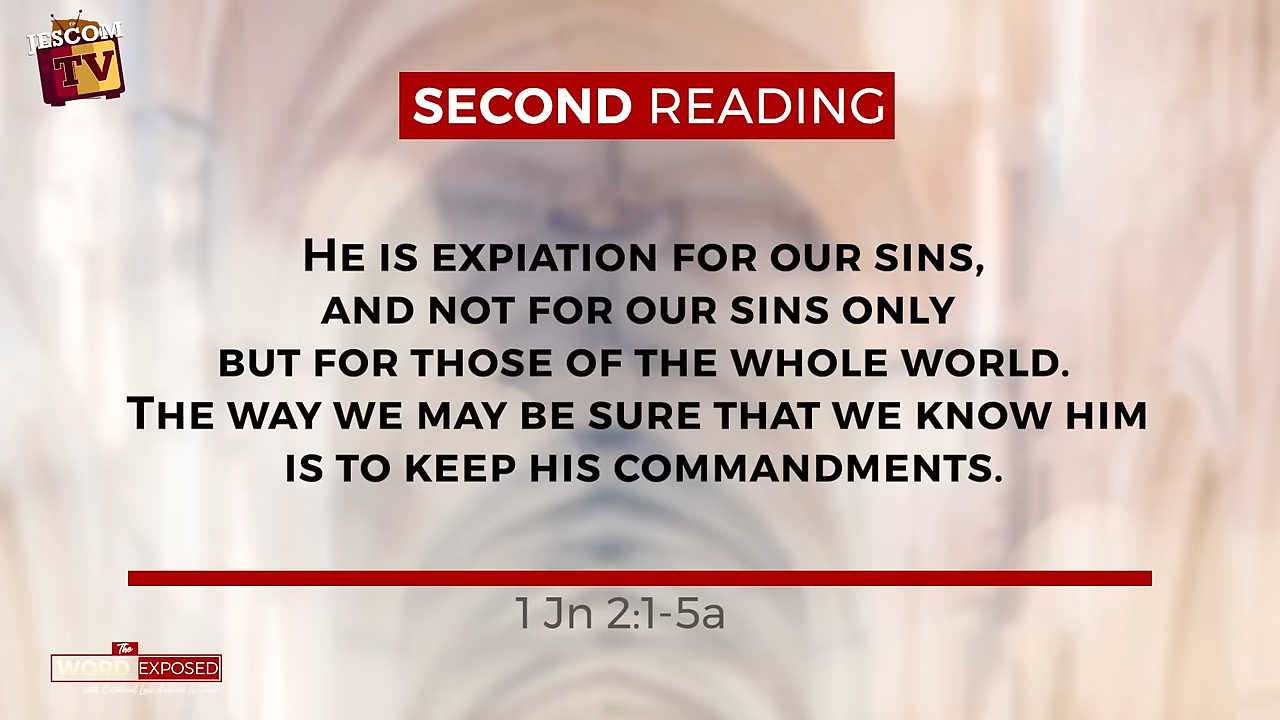 JESCOM
TV
SECOND READING
HE IS EXPIATION FOR OUR SINS,
AND NOT FOR OUR SINS ONLY
BUT FOR THOSE OF THE WHOLE WORLD.
THE WAY WE MAY BE SURE THAT WE KNOW HIM
IS TO KEEP HIS COMMANDMENTS.
1 Jn 2:1-5a
The
WORD EXPOSED